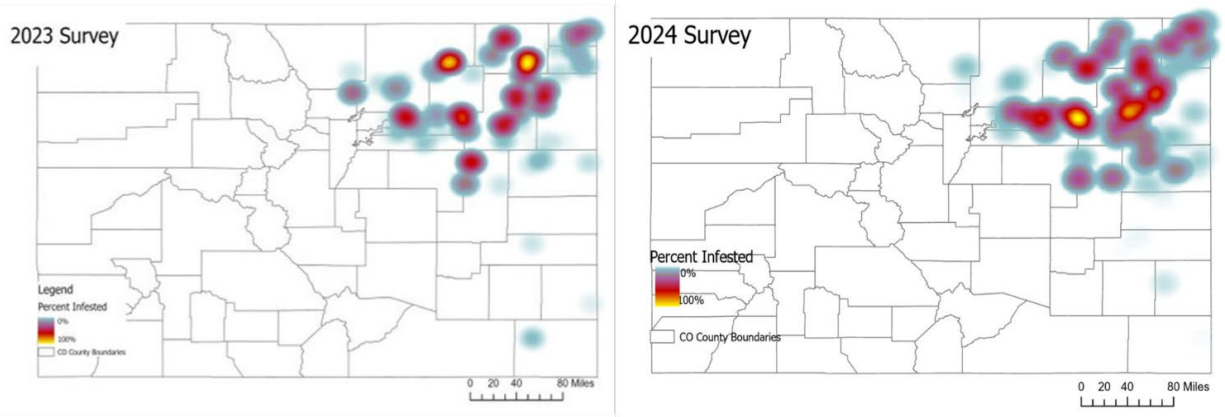 2023 Survey
Legend
Percent Infested
0%
100%
CO County Boundaries
0 20 40 80 Miles
2024 Survey
Percent Infested
0%
100%
CO County Boundaries
0 20 40 80 Miles